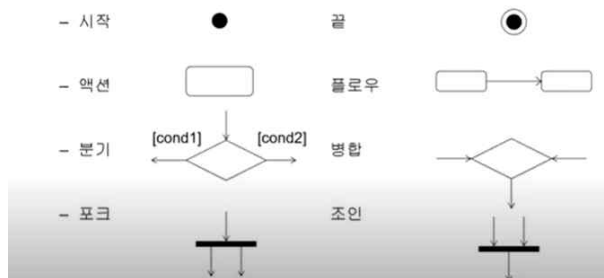 – 시작 끝
– 액션 플로우
[cond1] [cond2]
– 분기 병합
– 포크 조인